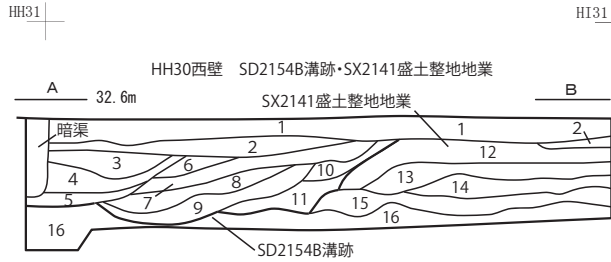 HH31 HI31
HH30西壁 SD2154B溝跡・SX2141盛土整地地業
A 32.6m B
SX2141盛土整地地業
暗渠 1 1 2
2 12
3 6 10
4 8 13 14
5 7 9 11 15
16 16
SD2154B溝跡